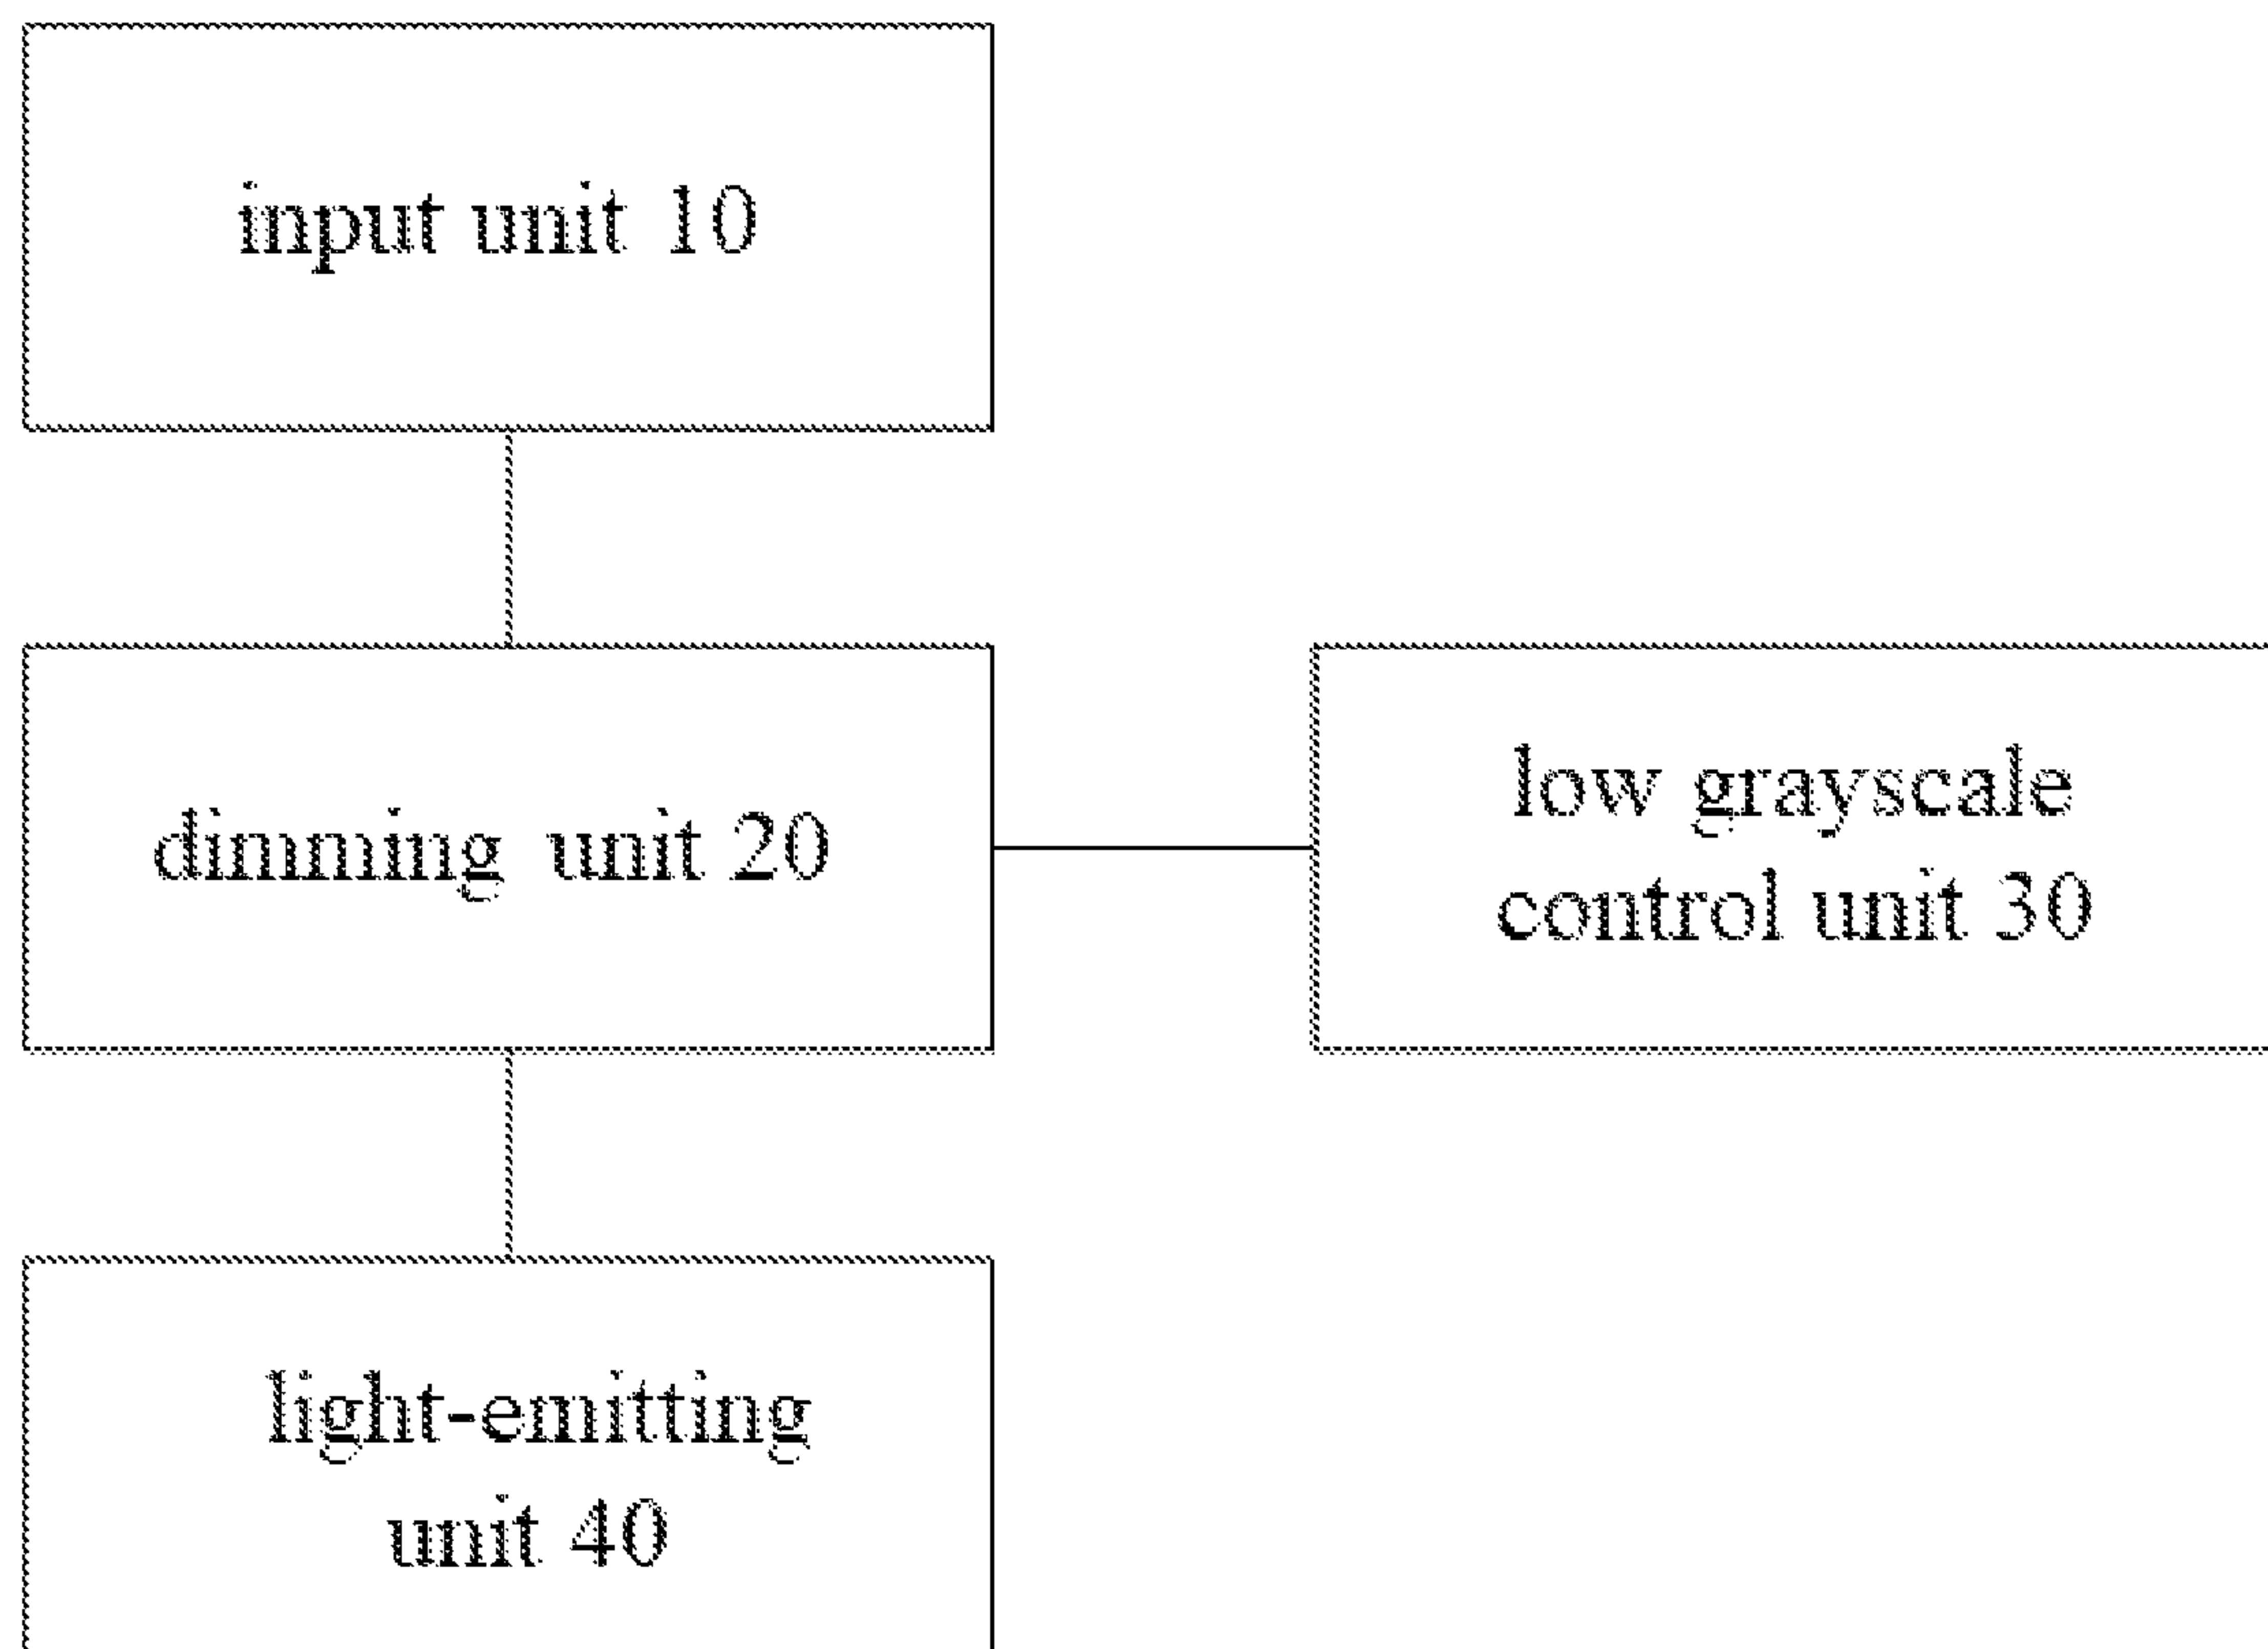 input unit 10
dimming unit 20
low grayscale
control unit 30
light-emitting
unit 40